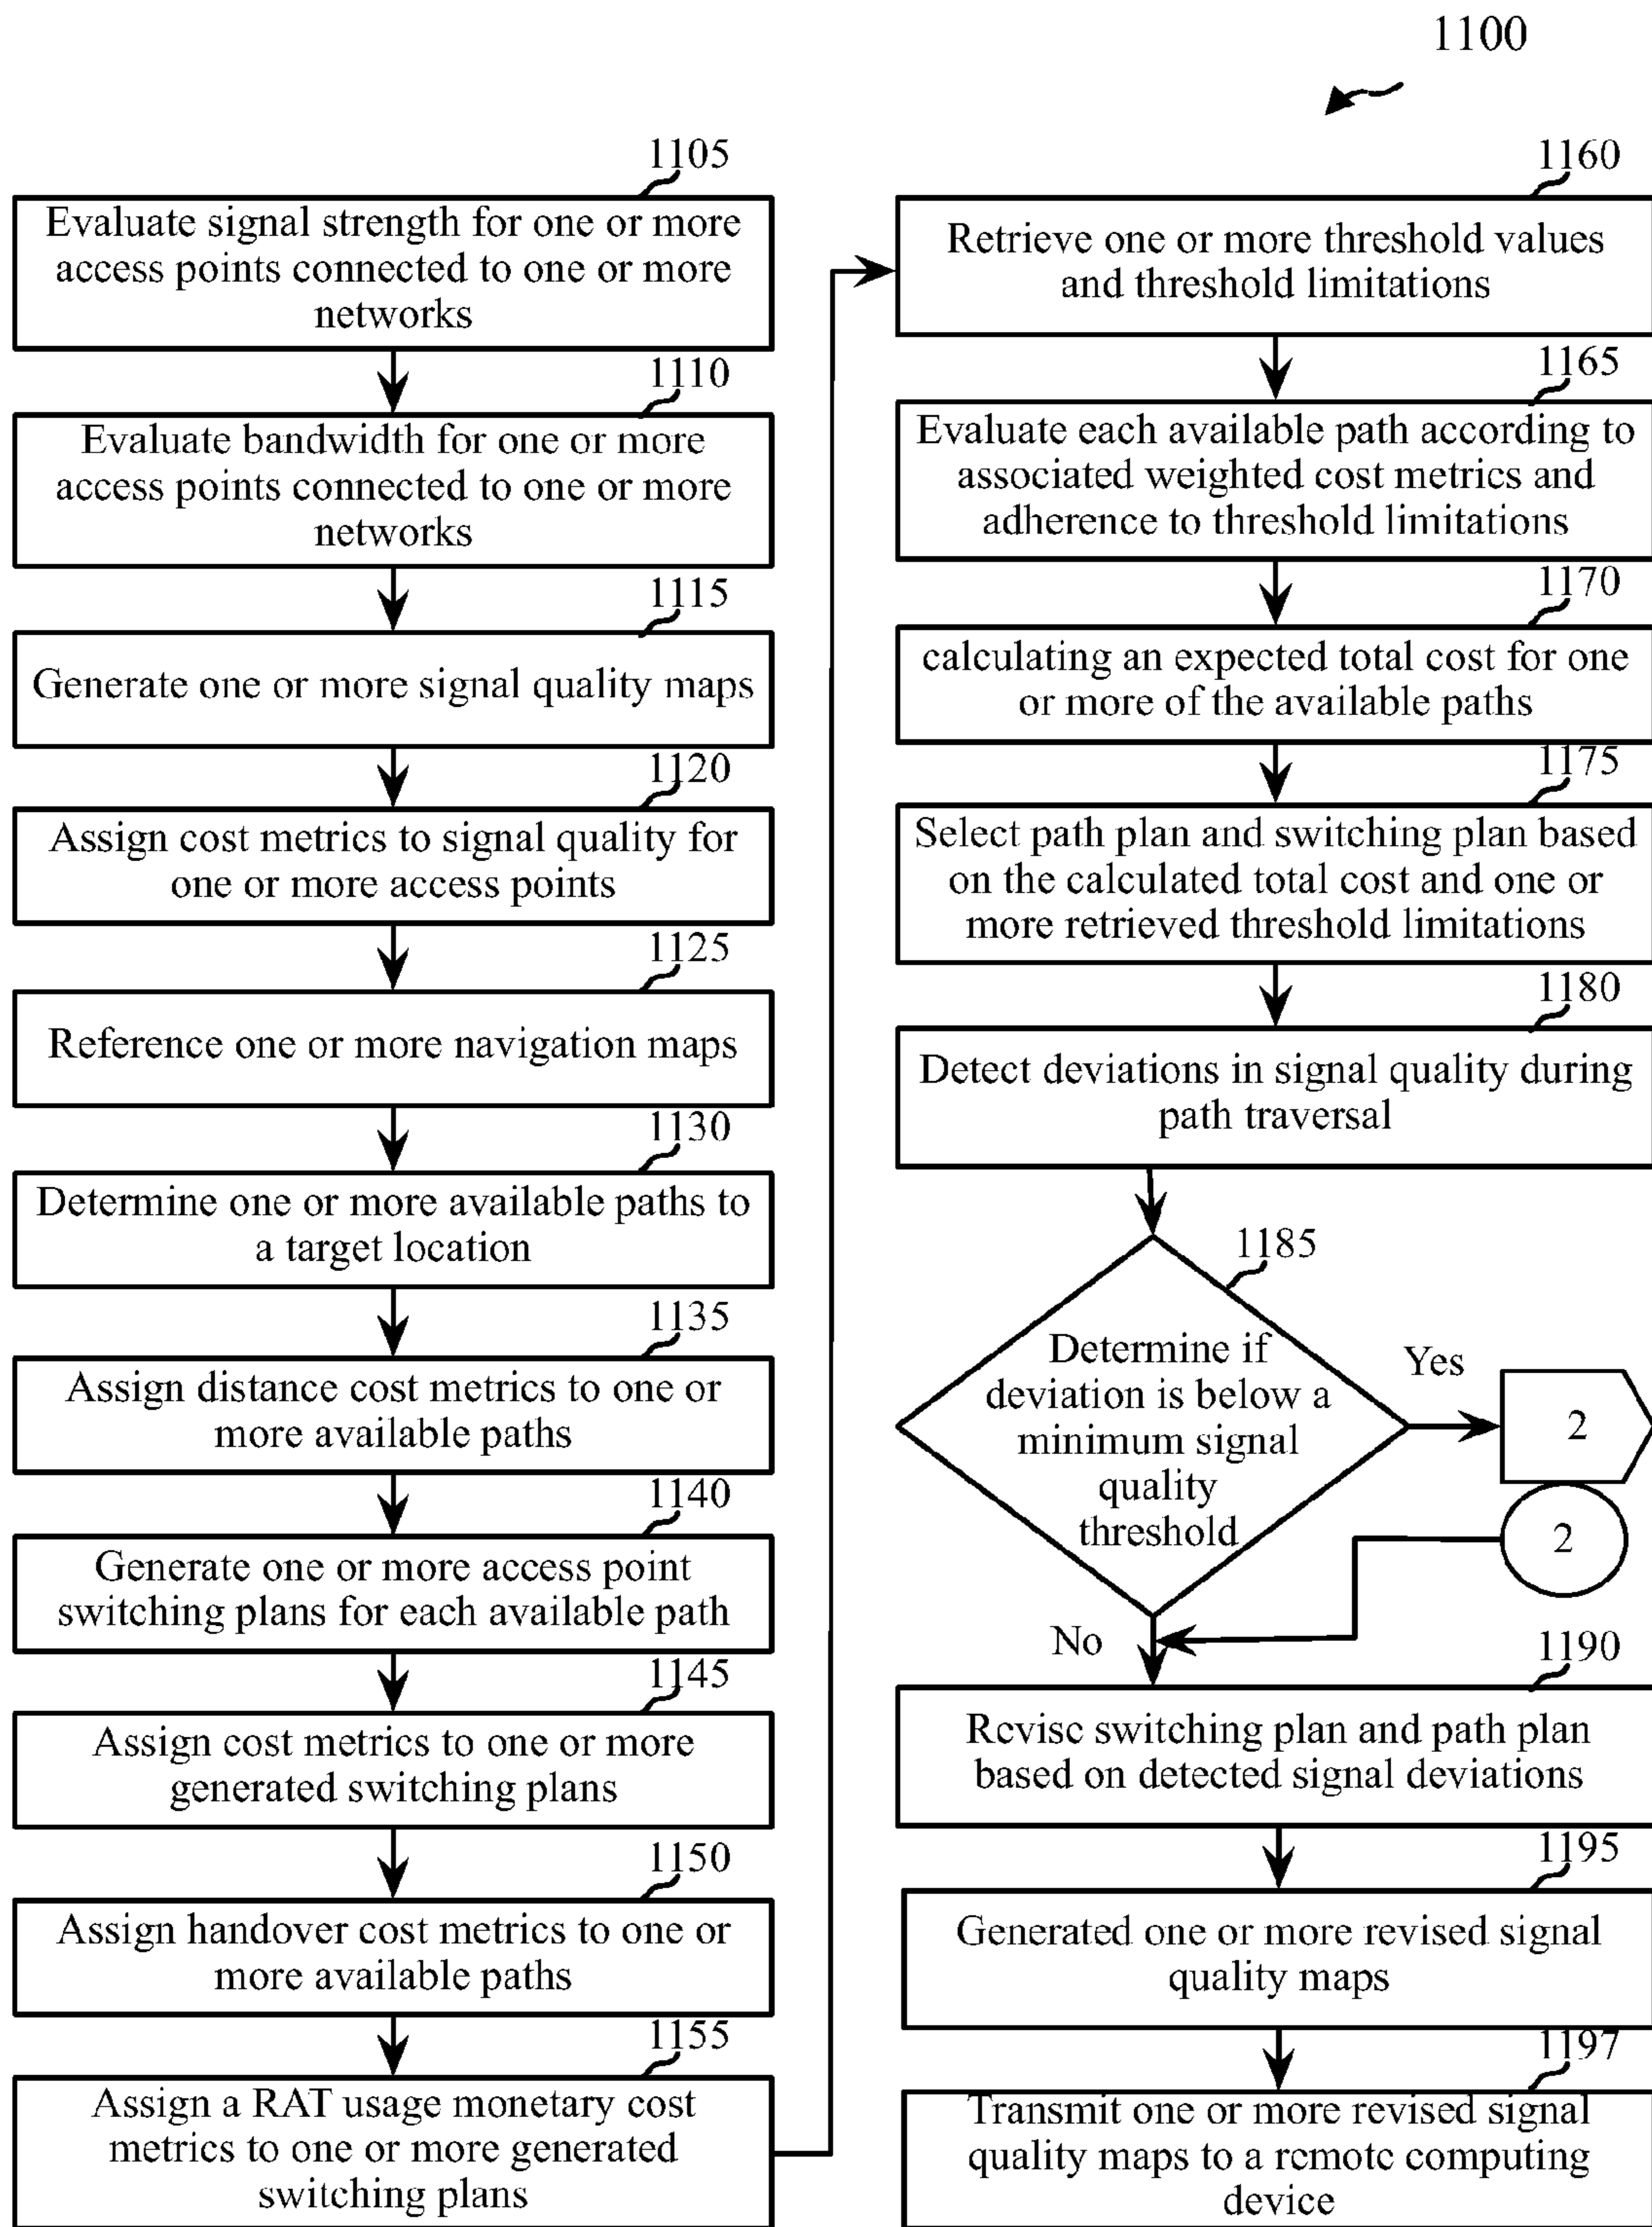 1100
1105
Evaluate signal strength for one or more
access points connected to one or more
networks
1110
Evaluate bandwidth for one or more
access points connected to one or more
networks
1115
Generate one or more signal quality maps
1120
Assign cost metrics to signal quality for
one or more access points
1125
Reference one or more navigation maps
1130
Determine one or more available paths to
a target location
1135
Assign distance cost metrics to one or
more available paths
1140
Generate one or more access point
switching plans for each available path
1145
Assign cost metrics to one or more
generated switching plans
1150
Assign handover cost metrics to one or
more available paths
1155
Assign a RAT usage monetary cost
metrics to one or more generated
switching plans
1160
Retrieve one or more threshold values
and threshold limitations
1165
Evaluate each available path according to
associated weighted cost metrics and
adherence to threshold limitations
1170
calculating an expected total cost for one
or more of the available paths
1175
Select path plan and switching plan based
on the calculated total cost and one or
more retrieved threshold limitations
1180
Detect deviations in signal quality during
path traversal
1185
Determine if
deviation is below a
minimum signal
quality
threshold
Yes
2
2
No
1190
Revise switching plan and path plan
based on detected signal deviations
1195
Generated one or more revised signal
quality maps
1197
Transmit one or more revised signal
quality maps to a remote computing
device